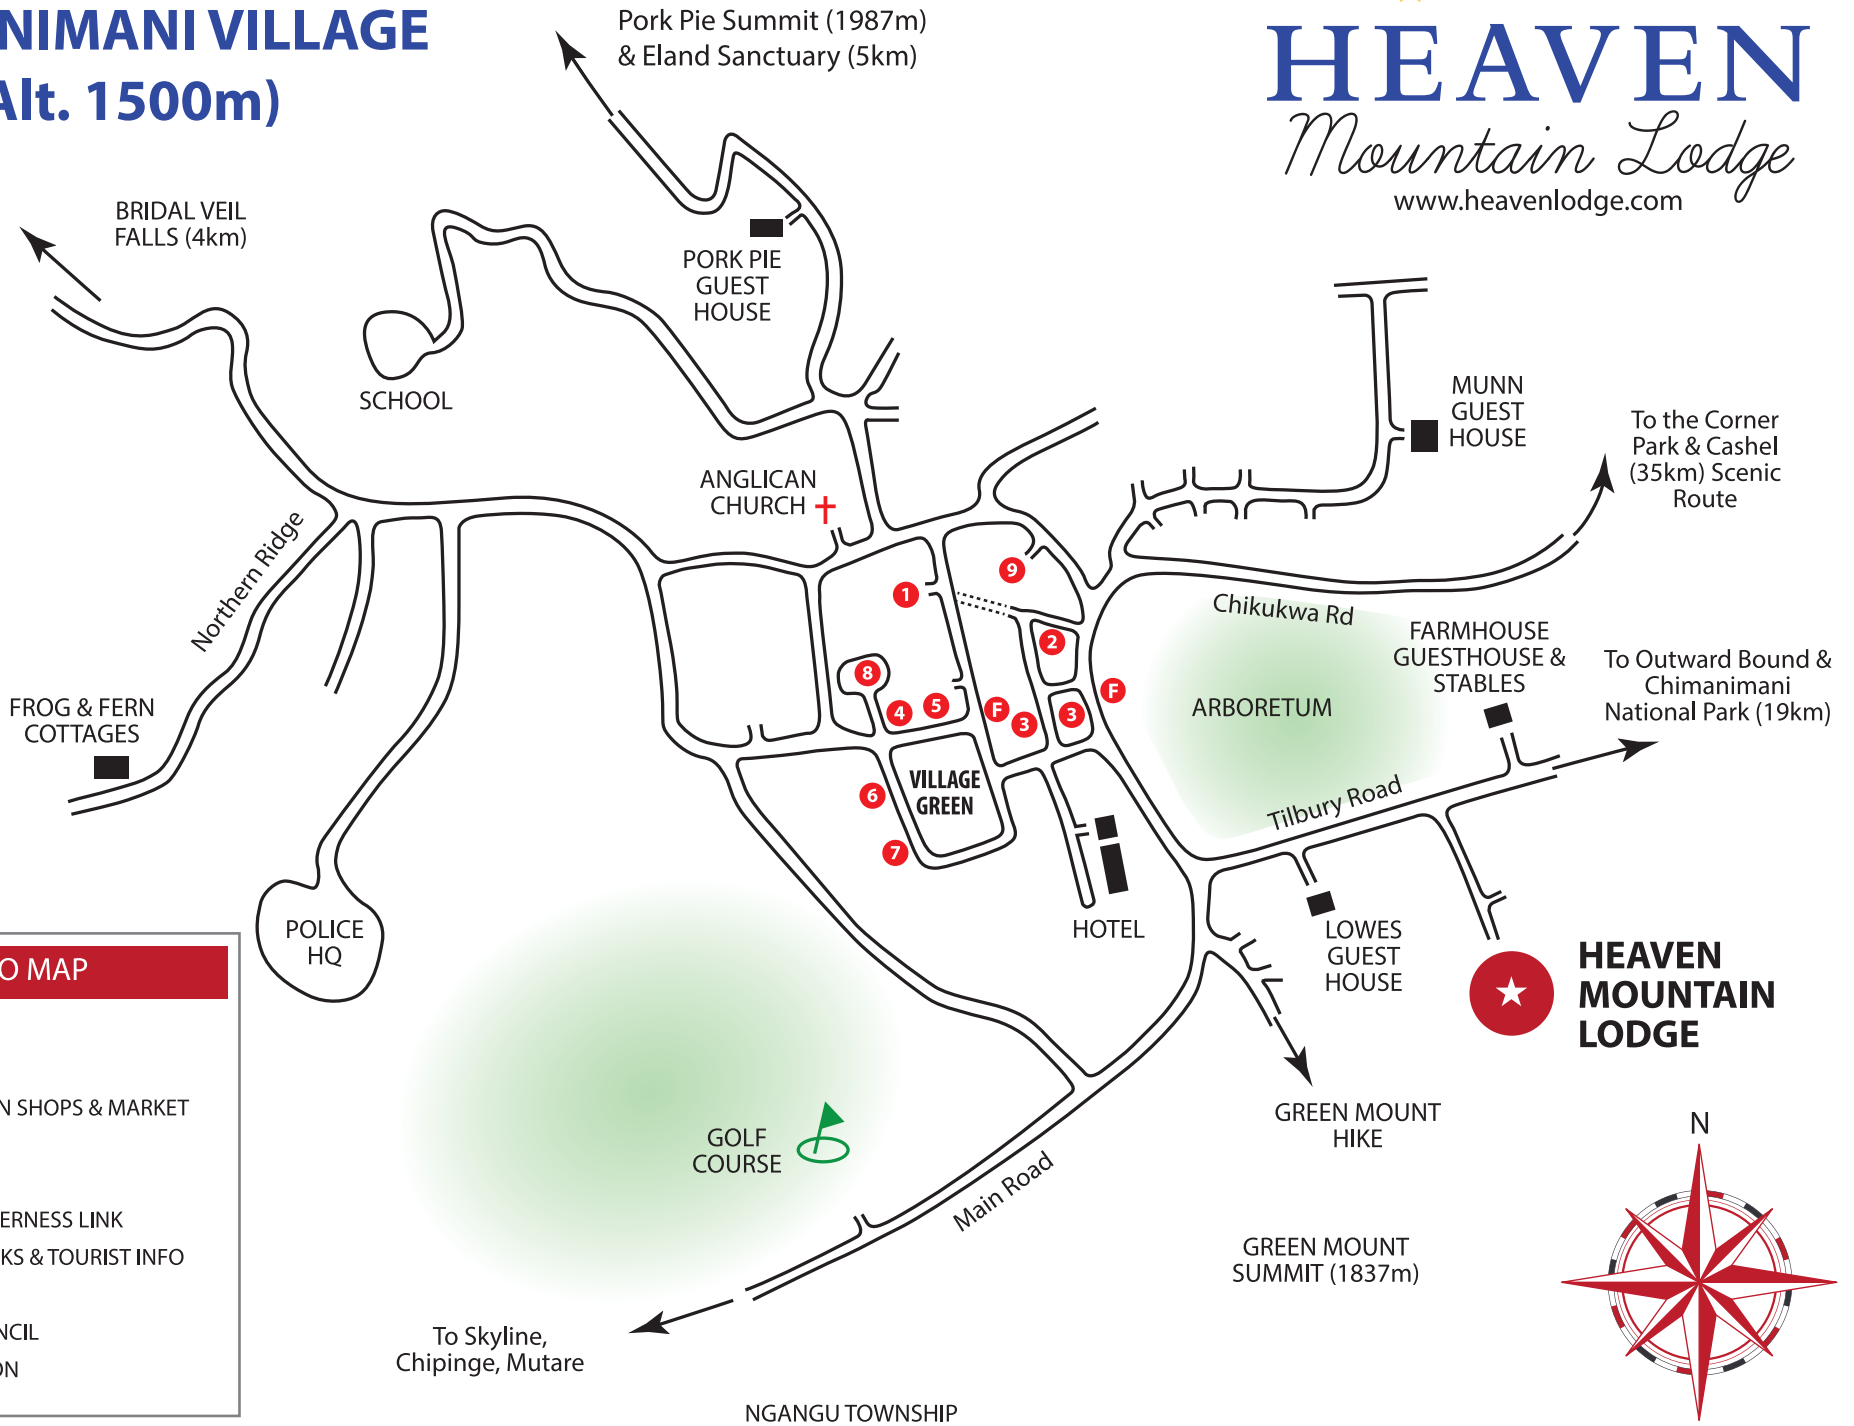 NIMANI VILLAGE
Alt. 1500m)
Pork Pie Summit (1987m)
& Eland Sanctuary (5km)
HEAVEN
Mountain Lodge
www.heavenlodge.com
BRIDAL VEIL
FALLS (4km)
PORK PIE
GUEST
HOUSE
SCHOOL
MUNN
GUEST
HOUSE
To the Corner
Park & Cashel
(35km) Scenic
Route
ANGLICAN
CHURCH
Northern Ridge
9
1
Chikukwa Rd
2
FARMHOUSE
GUESTHOUSE &
STABLES
To Outward Bound &
Chimanimani
National Park (19km)
8
F
4
5
F
3
3
ARBORETUM
FROG & FERN
COTTAGES
VILLAGE
GREEN
6
7
Tilbury Road
POLICE
HQ
HOTEL
LOWES
GUEST
HOUSE
HEAVEN
MOUNTAIN
LODGE
O MAP
N SHOPS & MARKET
ERNESS LINK
KS & TOURIST INFO
NCIL
ON
GOLF
COURSE
GREEN MOUNT
HIKE
N
Main Road
GREEN MOUNT
SUMMIT (1837m)
To Skyline,
Chipinge, Mutare
NGANGU TOWNSHIP